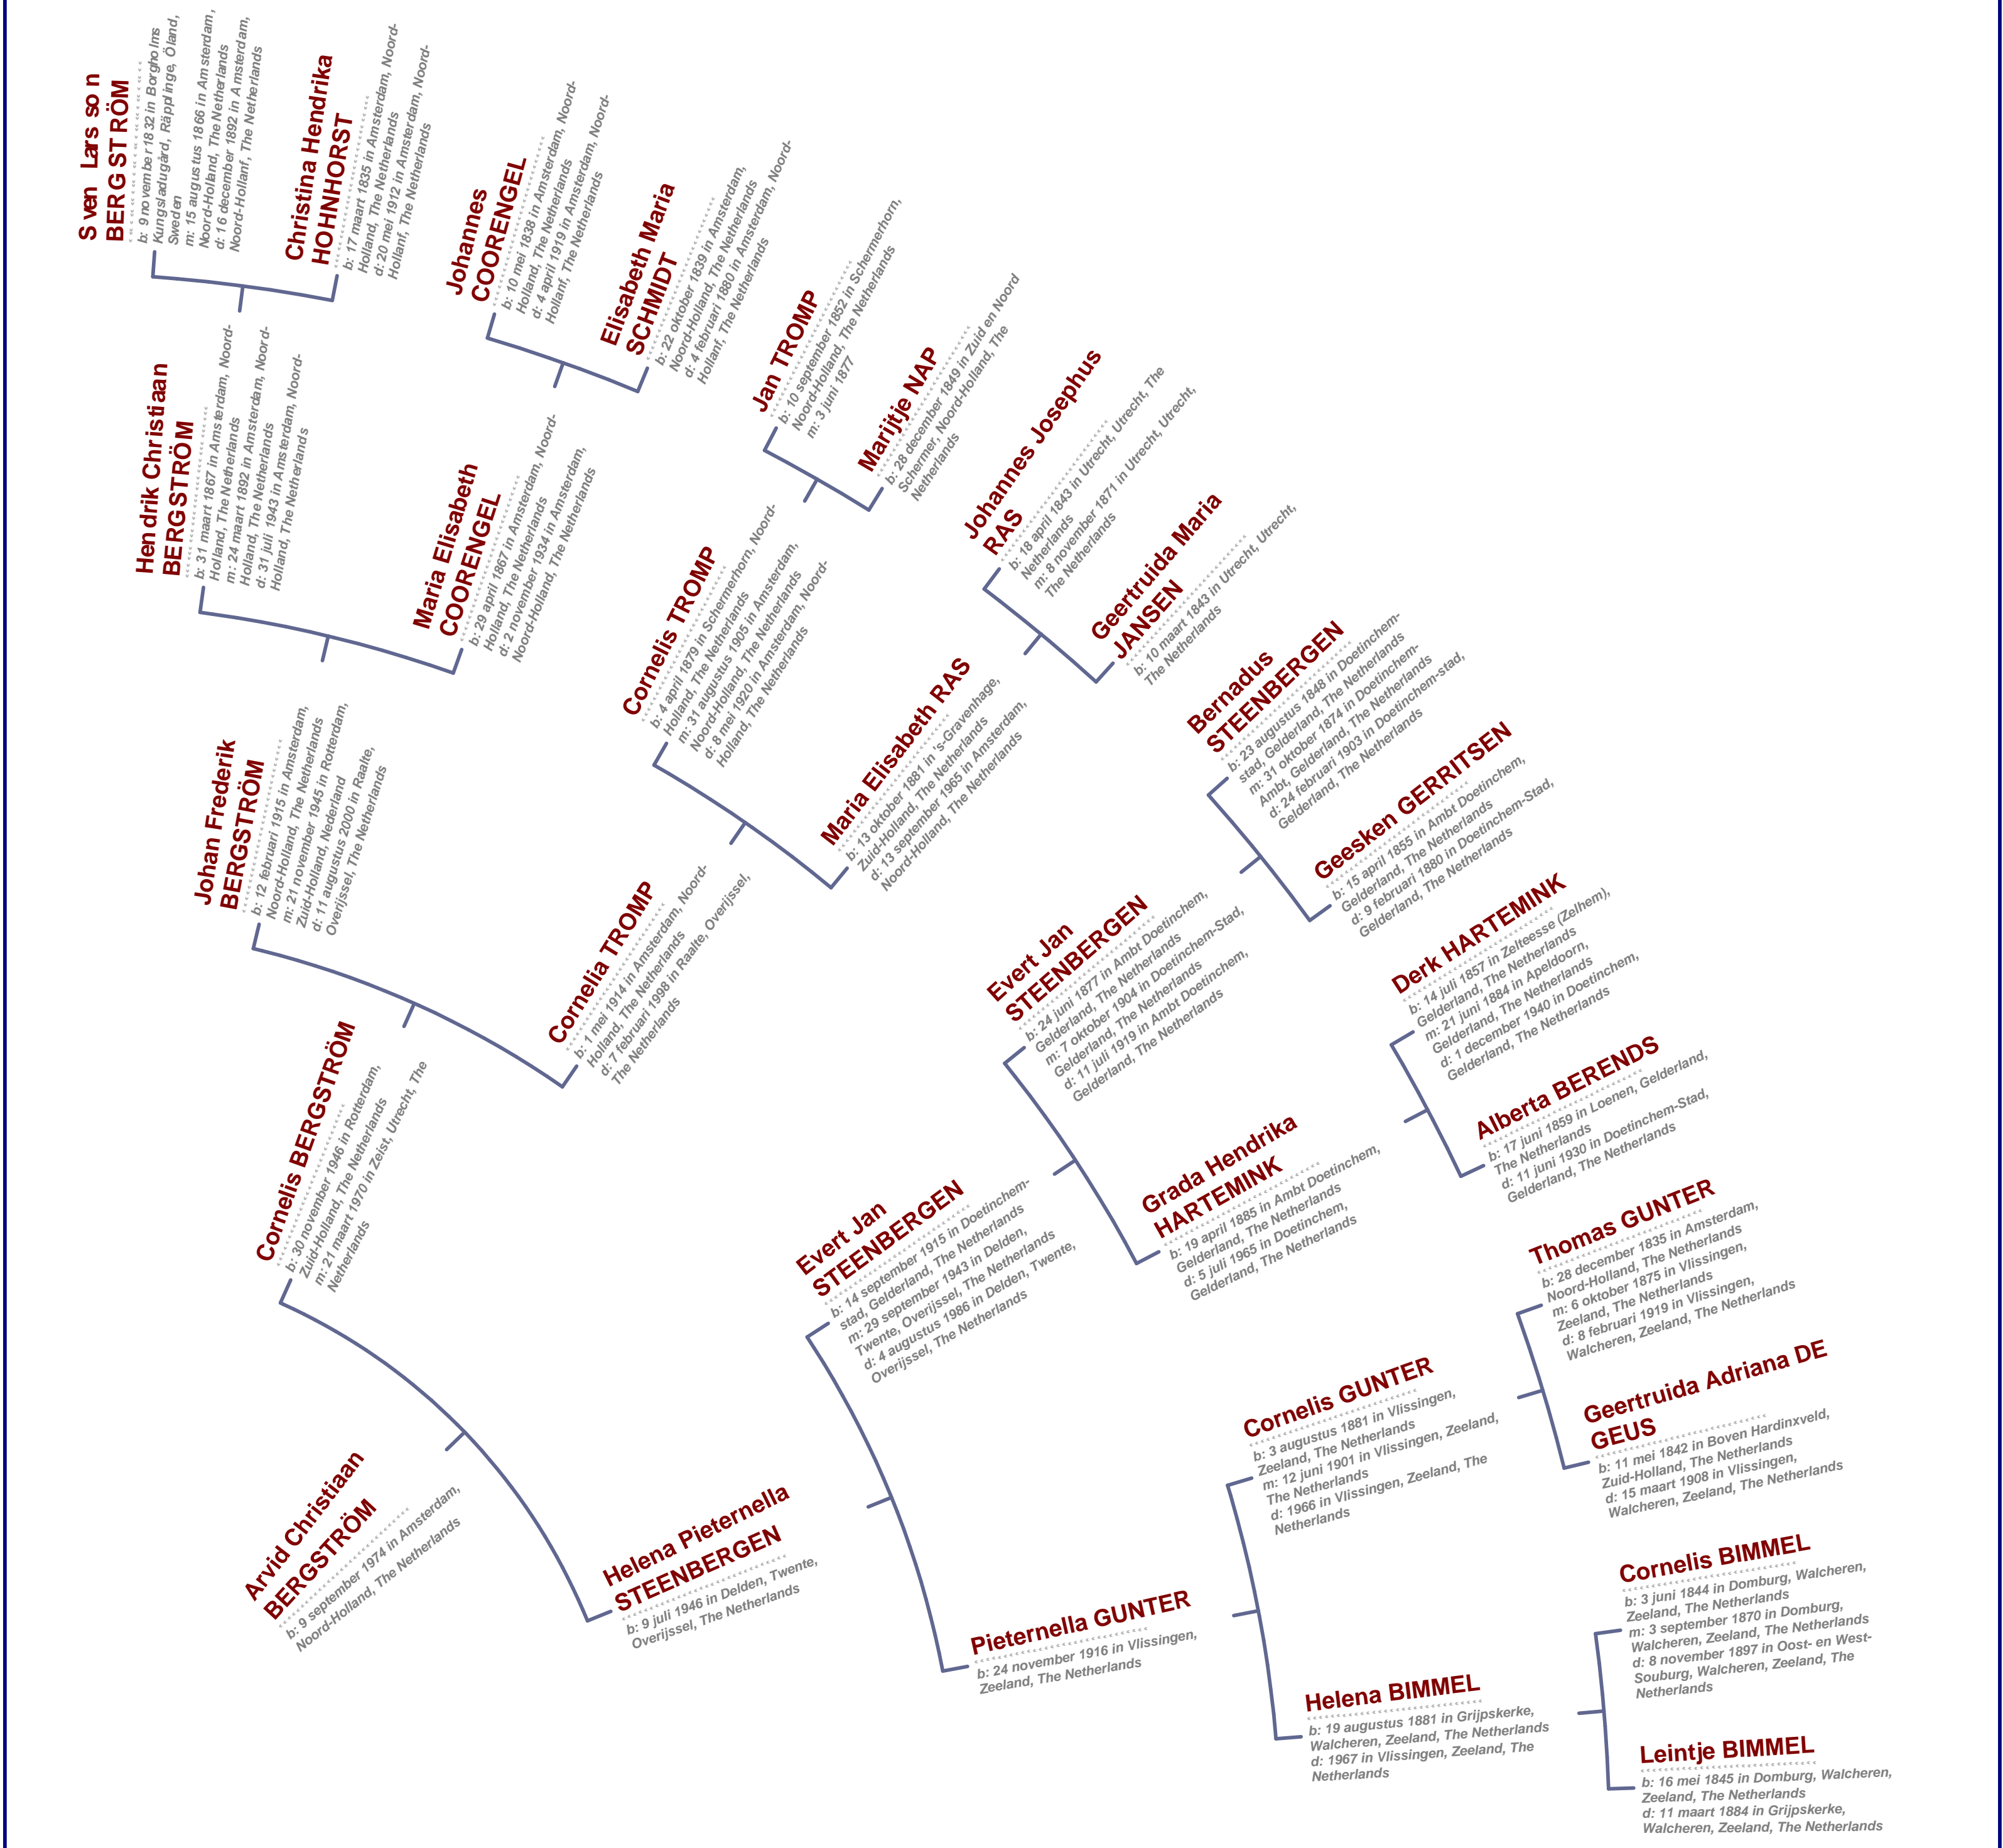 Sven Larsson
BERGSTRÖM
b: 9 november 1832 in Borgholms
Kungsladugård, Räpplinge, Öland,
Sweden
m: 15 augustus 1866 in Amsterdam,
Noord-Holland, The Netherlands
d: 16 december 1892 in Amsterdam,
Noord-Hollanf, The Netherlands
Christina Hendrika
HOHNHORST
b: 17 maart 1835 in Amsterdam, Noord-
Holland, The Netherlands
d: 20 mei 1912 in Amsterdam, Noord-
Hollanf, The Netherlands
Johannes
COORENGEL
b: 10 mei 1838 in Amsterdam, Noord-
Holland, The Netherlands
d: 4 april 1919 in Amsterdam, Noord-
Hollanf, The Netherlands
Elisabeth Maria
SCHMIDT
b: 22 oktober 1839 in Amsterdam,
Noord-Holland, The Netherlands
d: 4 februari 1880 in Amsterdam, Noord-
Hollanf, The Netherlands
Jan TROMP
b: 10 september 1852 in Schermerhorn,
Noord-Holland, The Netherlands
m: 3 juni 1877
Marijtje NAP
b: 28 december 1849 in Zuid en Noord
Schermer, Noord-Holland, The
Netherlands
Johannes Josephus
RAS
b: 18 april 1843 in Utrecht, Utrecht, The
Netherlands
m: 8 november 1871 in Utrecht, Utrecht,
The Netherlands
Geertruida Maria
JANSEN
b: 10 maart 1843 in Utrecht, Utrecht,
The Netherlands
Bernadus
STEENBERGEN
b: 23 augustus 1848 in Doetinchem-
stad, Gelderland, The Netherlands
m: 31 oktober 1874 in Doetinchem-
Ambt, Gelderland, The Netherlands
d: 24 februari 1903 in Doetinchem-stad,
Gelderland, The Netherlands
Geesken GERRITSEN
b: 15 april 1855 in Ambt Doetinchem,
Gelderland, The Netherlands
d: 9 februari 1880 in Doetinchem-Stad,
Gelderland, The Netherlands
Derk HARTEMINK
b: 14 juli 1857 in Zelteesse (Zelhem),
Gelderland, The Netherlands
m: 21 juni 1884 in Apeldoorn,
Gelderland, The Netherlands
d: 1 december 1940 in Doetinchem,
Gelderland, The Netherlands
Alberta BERENDS
b: 17 juni 1859 in Loenen, Gelderland,
The Netherlands
d: 11 juni 1930 in Doetinchem-Stad,
Gelderland, The Netherlands
Thomas GUNTER
b: 28 december 1835 in Amsterdam,
Noord-Holland, The Netherlands
m: 6 oktober 1875 in Vlissingen,
Zeeland, The Netherlands
d: 8 februari 1919 in Vlissingen,
Walcheren, Zeeland, The Netherlands
Geertruida Adriana DE
GEUS
b: 11 mei 1842 in Boven Hardinxveld,
Zuid-Holland, The Netherlands
d: 15 maart 1908 in Vlissingen,
Walcheren, Zeeland, The Netherlands
Cornelis BIMMEL
b: 3 juni 1844 in Domburg, Walcheren,
Zeeland, The Netherlands
m: 3 september 1870 in Domburg,
Walcheren, Zeeland, The Netherlands
d: 8 november 1897 in Oost- en West-
Souburg, Walcheren, Zeeland, The
Netherlands
Leintje BIMMEL
b: 16 mei 1845 in Domburg, Walcheren,
Zeeland, The Netherlands
d: 11 maart 1884 in Grijpskerke,
Walcheren, Zeeland, The Netherlands
Hendrik Christiaan
BERGSTRÖM
b: 31 maart 1867 in Amsterdam, Noord-
Holland, The Netherlands
m: 24 maart 1892 in Amsterdam, Noord-
Holland, The Netherlands
d: 31 juli 1943 in Amsterdam, Noord-
Holland, The Netherlands
Maria Elisabeth
COORENGEL
b: 29 april 1867 in Amsterdam, Noord-
Holland, The Netherlands
d: 2 november 1934 in Amsterdam,
Noord-Holland, The Netherlands
Cornelis TROMP
b: 4 april 1879 in Schermerhorn, Noord-
Holland, The Netherlands
m: 31 augustus 1905 in Amsterdam,
Noord-Holland, The Netherlands
d: 8 mei 1920 in Amsterdam, Noord-
Holland, The Netherlands
Maria Elisabeth RAS
b: 13 oktober 1881 in 's-Gravenhage,
Zuid-Holland, The Netherlands
d: 13 september 1965 in Amsterdam,
Noord-Holland, The Netherlands
Evert Jan
STEENBERGEN
b: 24 juni 1877 in Ambt Doetinchem,
Gelderland, The Netherlands
m: 7 oktober 1904 in Doetinchem-Stad,
Gelderland, The Netherlands
d: 11 juli 1919 in Ambt Doetinchem,
Gelderland, The Netherlands
Grada Hendrika
HARTEMINK
b: 19 april 1885 in Ambt Doetinchem,
Gelderland, The Netherlands
d: 5 juli 1965 in Doetinchem,
Gelderland, The Netherlands
Cornelis GUNTER
b: 3 augustus 1881 in Vlissingen,
Zeeland, The Netherlands
m: 12 juni 1901 in Vlissingen, Zeeland,
The Netherlands
d: 1966 in Vlissingen, Zeeland, The
Netherlands
Helena BIMMEL
b: 19 augustus 1881 in Grijpskerke,
Walcheren, Zeeland, The Netherlands
d: 1967 in Vlissingen, Zeeland, The
Netherlands
Johan Frederik
BERGSTRÖM
b: 12 februari 1915 in Amsterdam,
Noord-Holland, The Netherlands
m: 21 november 1945 in Rotterdam,
Zuid-Holland, Nederland
d: 11 augustus 2000 in Raalte,
Overijssel, The Netherlands
Cornelia TROMP
b: 1 mei 1914 in Amsterdam, Noord-
Holland, The Netherlands
d: 7 februari 1998 in Raalte, Overijssel,
The Netherlands
Evert Jan
STEENBERGEN
b: 14 september 1915 in Doetinchem-
stad, Gelderland, The Netherlands
m: 29 september 1943 in Delden,
Twente, Overijssel, The Netherlands
d: 4 augustus 1986 in Delden, Twente,
Overijssel, The Netherlands
Pieternella GUNTER
b: 24 november 1916 in Vlissingen,
Zeeland, The Netherlands
Cornelis BERGSTRÖM
b: 30 november 1946 in Rotterdam,
Zuid-Holland, The Netherlands
m: 21 maart 1970 in Zeist, Utrecht, The
Netherlands
Helena Pieternella
STEENBERGEN
b: 9 juli 1946 in Delden, Twente,
Overijssel, The Netherlands
Arvid Christiaan
BERGSTRÖM
b: 9 september 1974 in Amsterdam,
Noord-Holland, The Netherlands